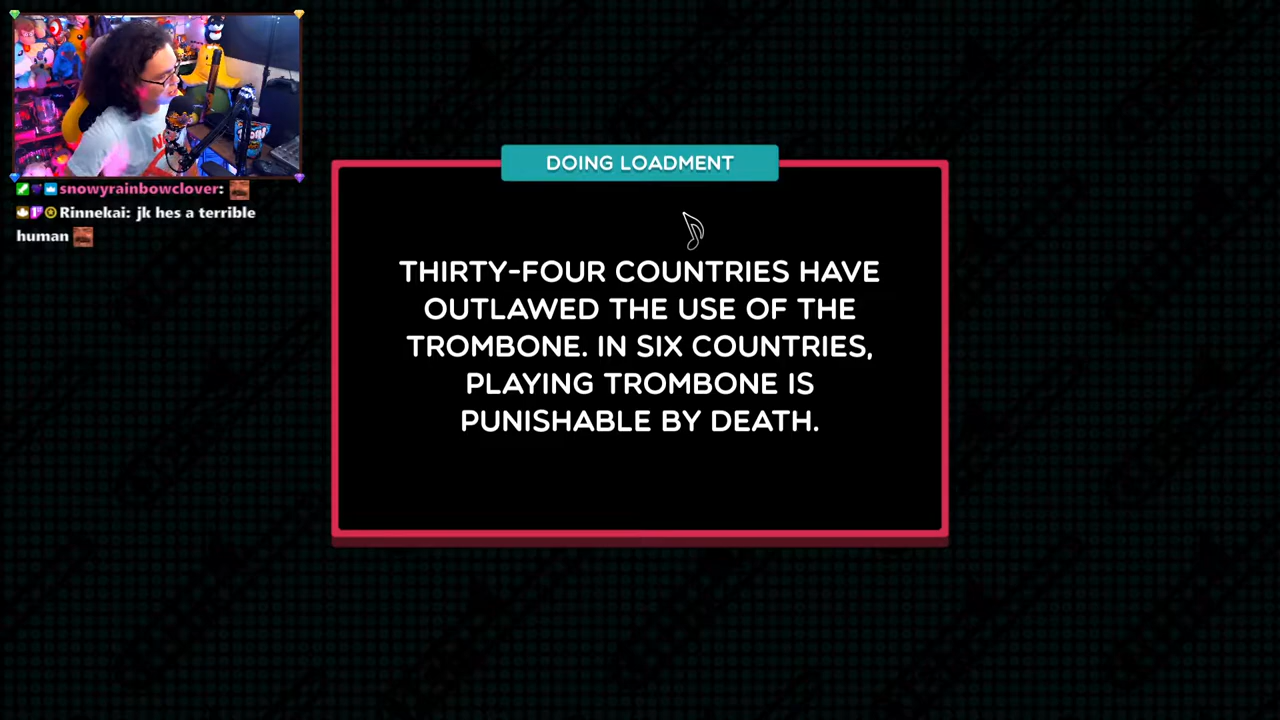 snowyrainbowclover:
Rinnekai: jk hes a terrible
human
DOING LOADMENT
THIRTY-FOUR COUNTRIES HAVE
OUTLAWED THE USE OF THE
TROMBONE. IN SIX COUNTRIES,
PLAYING TROMBONE IS
PUNISHABLE BY DEATH.